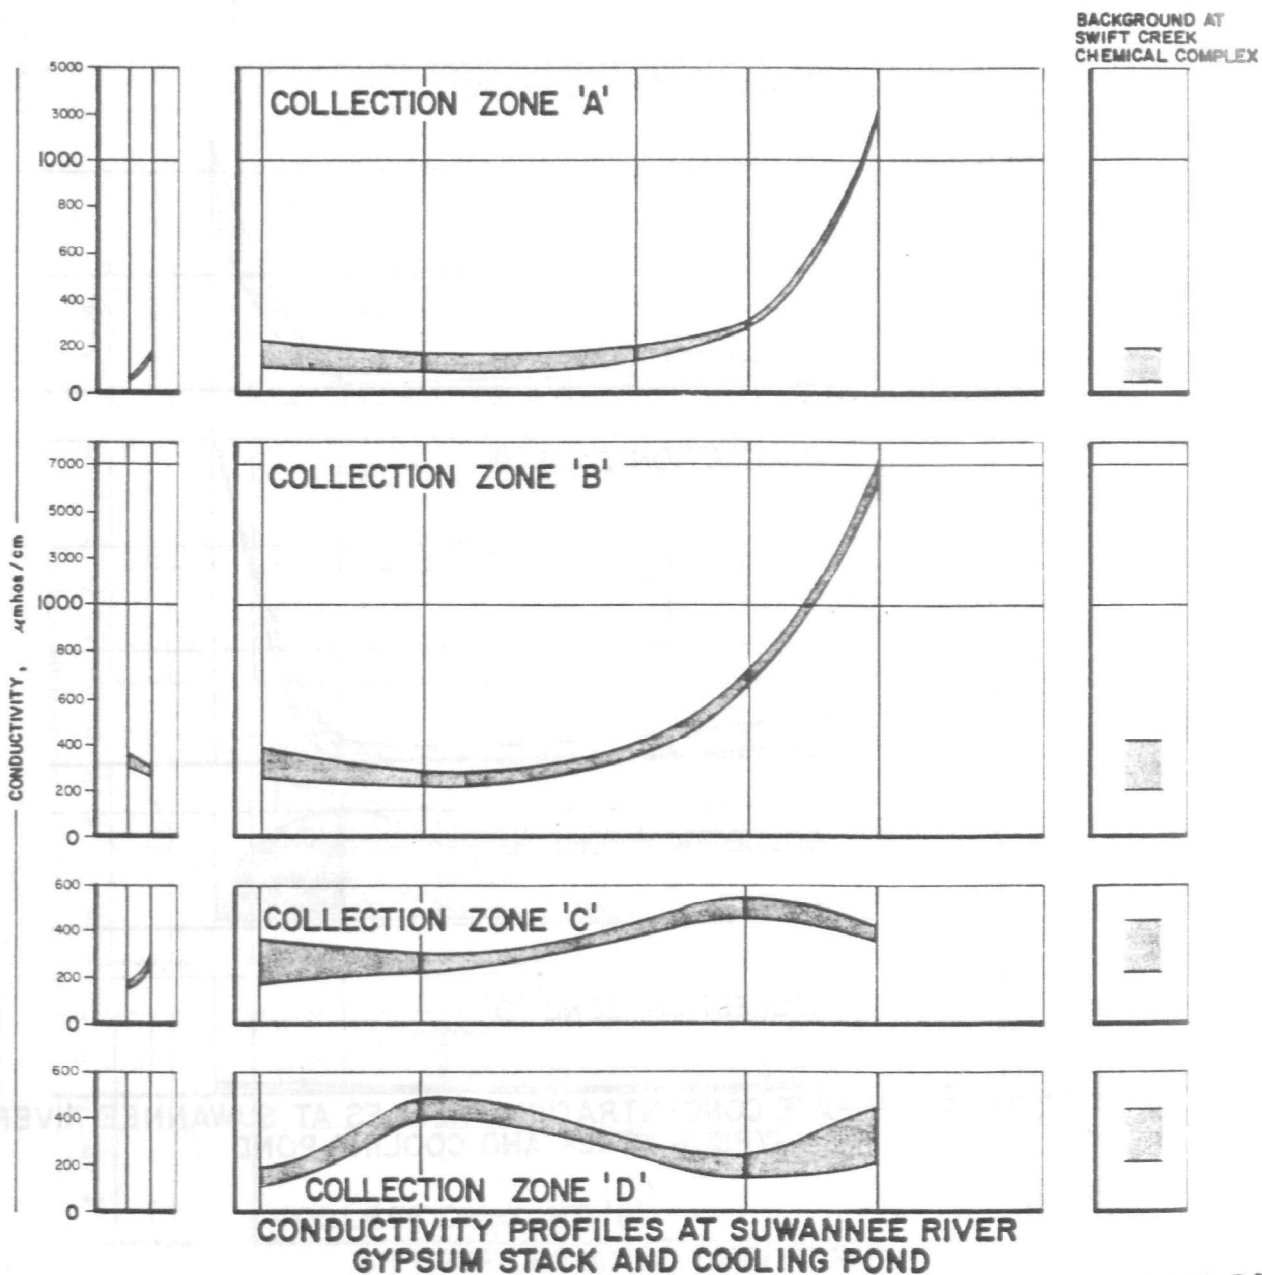 BACKGROUND AT
SWIFT CREEK
CHEMICAL COMPLEX
CONDUCTIVITY, µmhos/cm
COLLECTION ZONE 'A'
5000
3000
1000
800
600
400
200
0
COLLECTION ZONE 'B'
7000
5000
3000
1000
800
600
400
200
0
COLLECTION ZONE 'C'
600
400
200
0
600
400
200
0
COLLECTION ZONE 'D'
CONDUCTIVITY PROFILES AT SUWANNEE RIVER
GYPSUM STACK AND COOLING POND